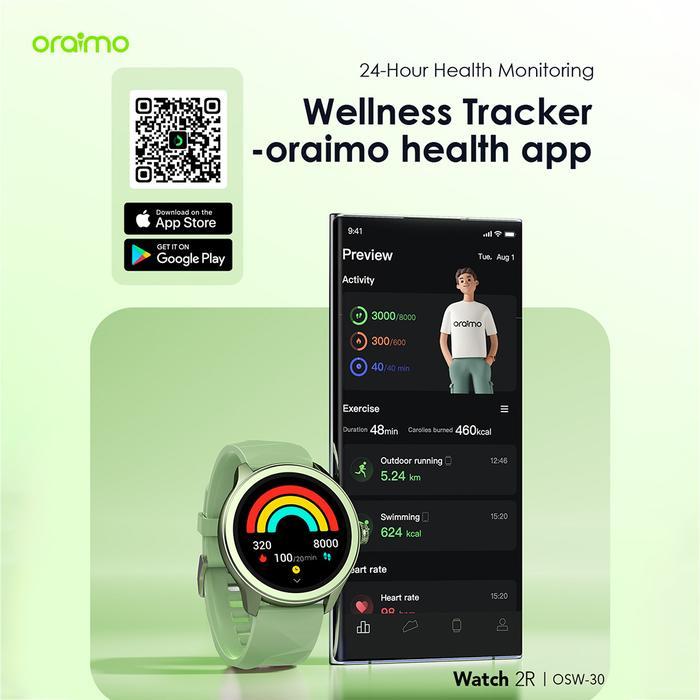 oraimo
24-Hour Health Monitoring
Wellness Tracker
-oraimo health app
Download on the
App Store
GET IT ON
Google Play
9:41
Preview
Tue, Aug 1
Activity
3000/8000
300/600
40/40 min
oraimo
Exercise
Duration 48min Carolies burned 460kcal
Outdoor running 12:46
5.24 km
Swimming 15:20
624 kcal
eart rate
Heart rate 15:20
98 bpm
320 8000
100/20min
Watch 2R | OSW-30